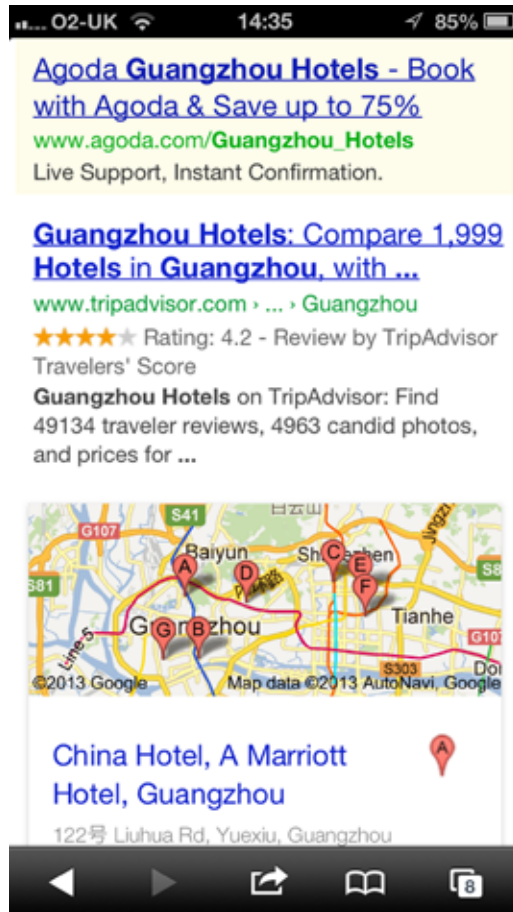 O2-UK 14:35 85%
Agoda Guangzhou Hotels - Book
with Agoda & Save up to 75%
www.agoda.com/Guangzhou_Hotels
Live Support, Instant Confirmation.
Guangzhou Hotels: Compare 1,999
Hotels in Guangzhou, with ...
www.tripadvisor.com › ... › Guangzhou
Rating: 4.2 - Review by TripAdvisor
Travelers' Score
Guangzhou Hotels on TripAdvisor: Find
49134 traveler reviews, 4963 candid photos,
and prices for ...
S41
白云山
G107
Baiyun
A
D
C
E
F
S81
S8
Tianhe
G
B
Line-5
G107
S303
©2013 Google
Map data ©2013 AutoNavi, Google
China Hotel, A Marriott
Hotel, Guangzhou
A
122号 Liuhua Rd, Yuexiu, Guangzhou
8